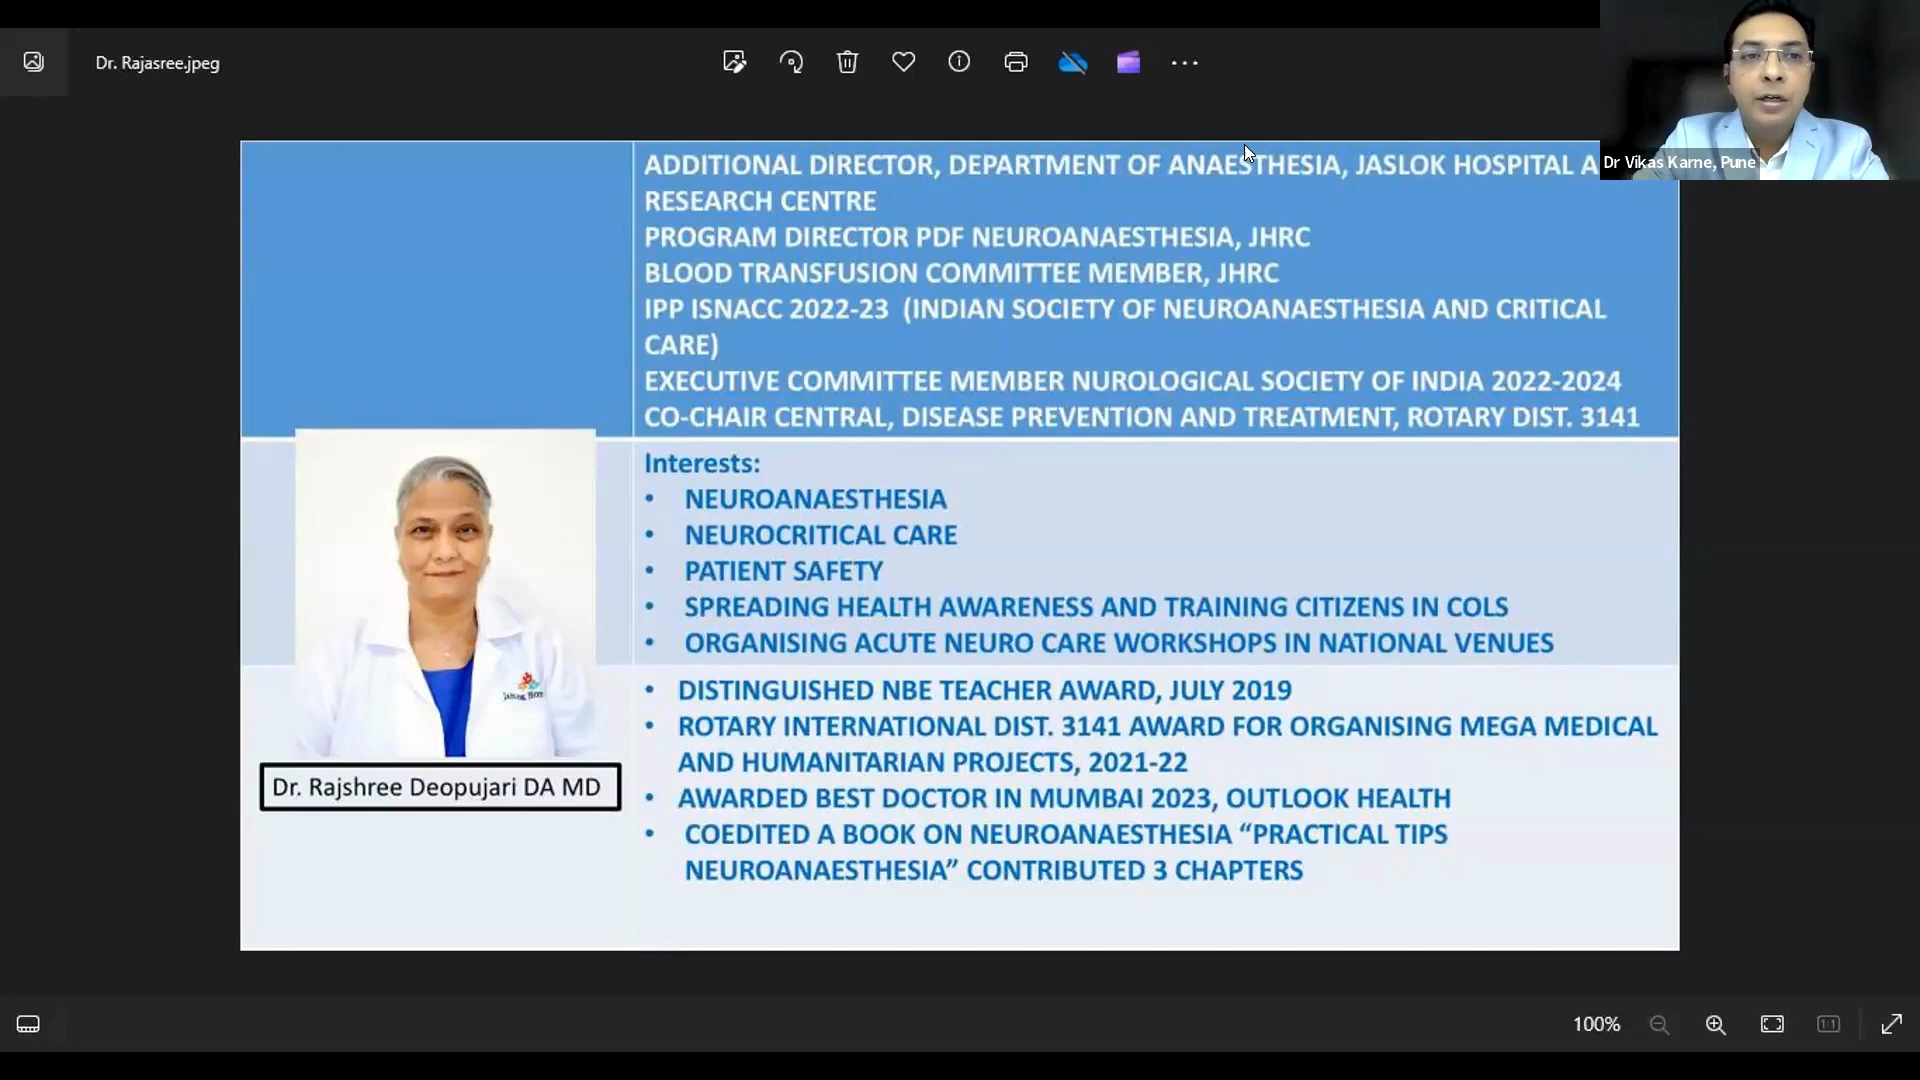 Dr. Rajasree.jpeg
Dr Vikas Karne, Pune
ADDITIONAL DIRECTOR, DEPARTMENT OF ANAESTHESIA, JASLOK HOSPITAL A
RESEARCH CENTRE
PROGRAM DIRECTOR PDF NEUROANAESTHESIA, JHRC
BLOOD TRANSFUSION COMMITTEE MEMBER, JHRC
IPP ISNACC 2022-23 (INDIAN SOCIETY OF NEUROANAESTHESIA AND CRITICAL
CARE)
EXECUTIVE COMMITTEE MEMBER NUROLOGICAL SOCIETY OF INDIA 2022-2024
CO-CHAIR CENTRAL, DISEASE PREVENTION AND TREATMENT, ROTARY DIST. 3141
Interests:
• NEUROANAESTHESIA
• NEUROCRITICAL CARE
• PATIENT SAFETY
• SPREADING HEALTH AWARENESS AND TRAINING CITIZENS IN COLS
• ORGANISING ACUTE NEURO CARE WORKSHOPS IN NATIONAL VENUES
Dr. Rajshree Deopujari DA MD
• DISTINGUISHED NBE TEACHER AWARD, JULY 2019
• ROTARY INTERNATIONAL DIST. 3141 AWARD FOR ORGANISING MEGA MEDICAL
AND HUMANITARIAN PROJECTS, 2021-22
• AWARDED BEST DOCTOR IN MUMBAI 2023, OUTLOOK HEALTH
• COEDITED A BOOK ON NEUROANAESTHESIA “PRACTICAL TIPS
NEUROANAESTHESIA” CONTRIBUTED 3 CHAPTERS
100%